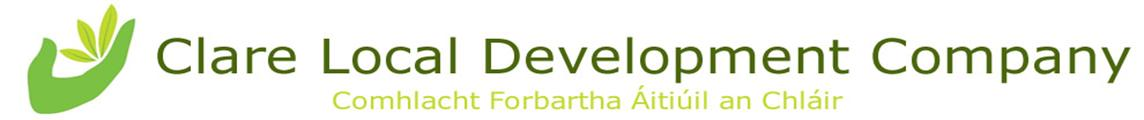 Clare Local Development Company
Comhlacht Forbartha Áitiúil an Chláir